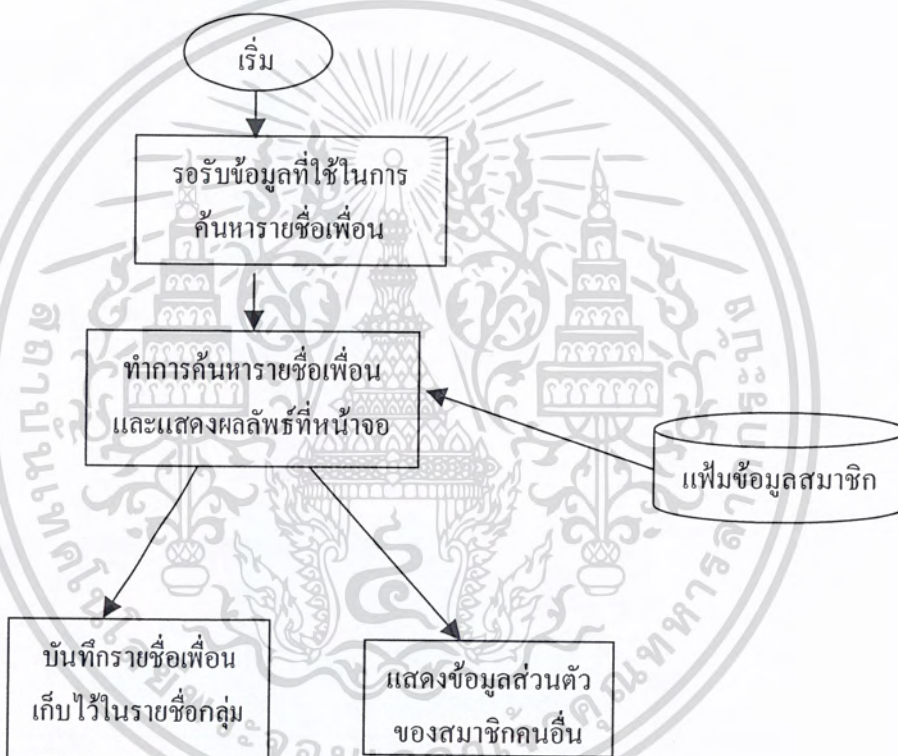 เริ่ม
รอรับข้อมูลที่ใช้ในการ
ค้นหารายชื่อเพื่อน
ทำการค้นหารายชื่อเพื่อน
และแสดงผลลัพธ์ที่หน้าจอ
แฟ้มข้อมูลสมาชิก
บันทึกรายชื่อเพื่อน
เก็บไว้ในรายชื่อกลุ่ม
แสดงข้อมูลส่วนตัว
ของสมาชิกคนอื่น